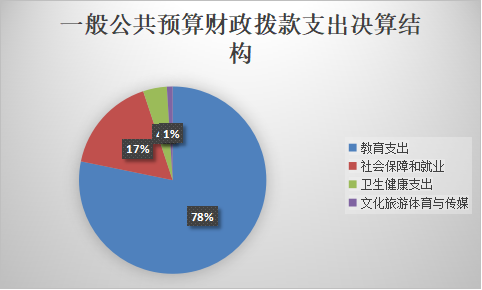 一般公共预算财政拨款支出决算结
构
1%
17%
78%
教育支出
社会保障和就业
卫生健康支出
文化旅游体育与传媒